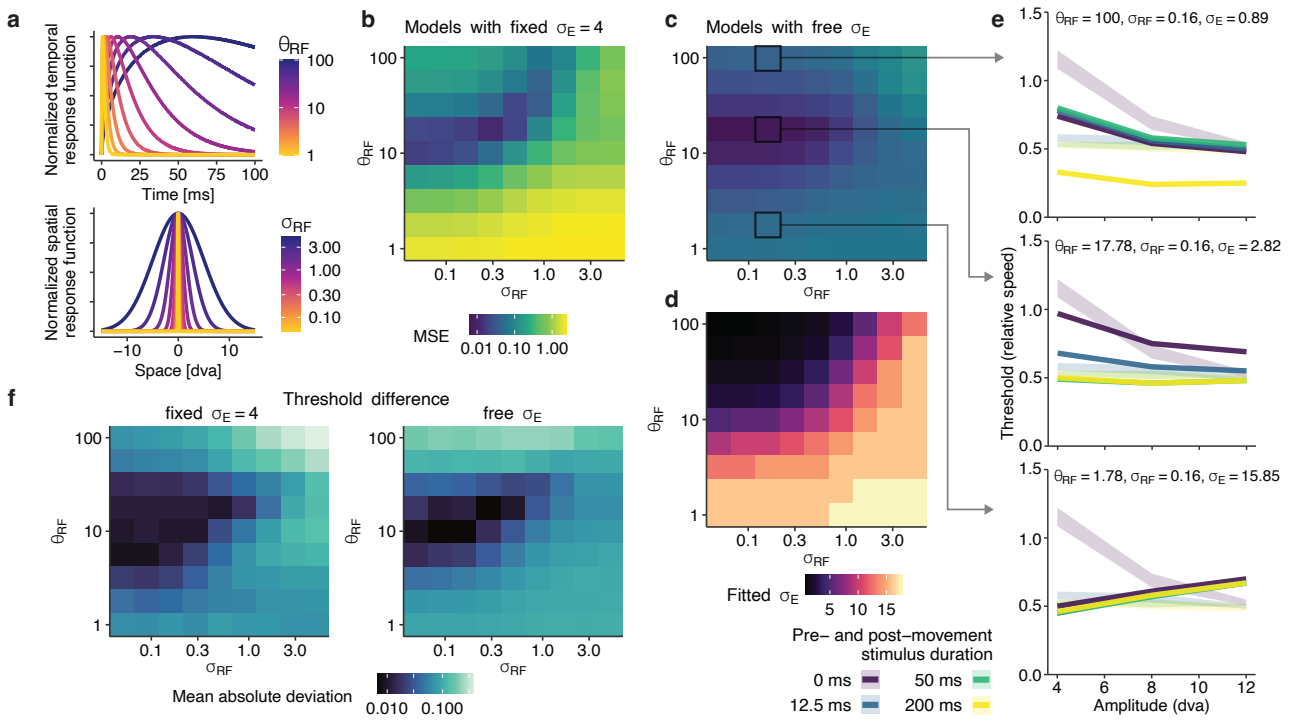 a
Normalized temporal
response function
0 25 50 75 100
Time [ms]
θRF
100
10
1
Normalized spatial
response function
−10 0 10
Space [dva]
σRF
3.00
1.00
0.30
0.10
b
Models with fixed σE = 4
θRF
100
10
1
0.1 0.3 1.0 3.0
σRF
MSE
0.01 0.10 1.00
c
Models with free σE
θRF
100
10
1
0.1 0.3 1.0 3.0
σRF
d
θRF
100
10
1
0.1 0.3 1.0 3.0
σRF
Fitted σE
5 10 15
e
Threshold (relative speed)
θRF = 100, σRF = 0.16, σE = 0.89
1.5
1.0
0.5
0.0
θRF = 17.78, σRF = 0.16, σE = 2.82
1.5
1.0
0.5
0.0
θRF = 1.78, σRF = 0.16, σE = 15.85
1.5
1.0
0.5
0.0
4 6 8 10 12
Amplitude (dva)
Pre− and post−movement
stimulus duration
0 ms 50 ms
12.5 ms 200 ms
f
Threshold difference
fixed σE = 4
θRF
100
10
1
0.1 0.3 1.0 3.0
σRF
free σE
θRF
100
10
1
0.1 0.3 1.0 3.0
σRF
Mean absolute deviation
0.010 0.100